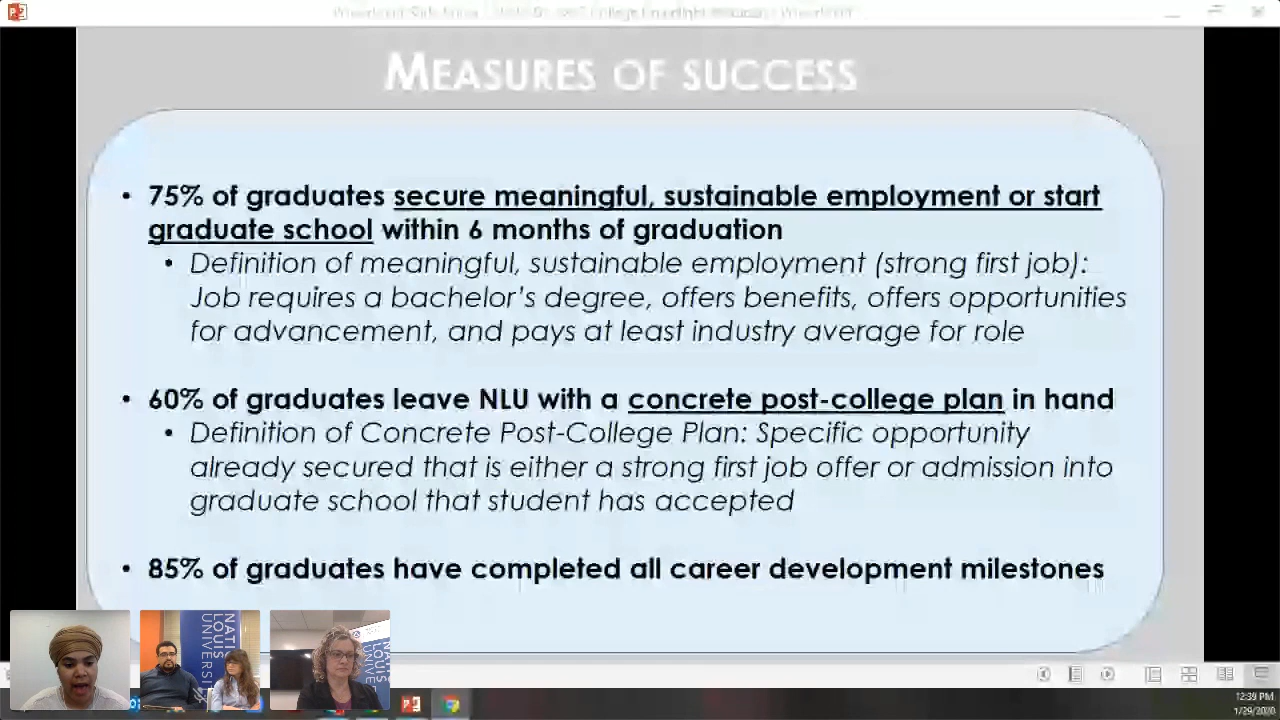 MEASURES OF SUCCESS
• 75% of graduates secure meaningful, sustainable employment or start
graduate school within 6 months of graduation
• Definition of meaningful, sustainable employment (strong first job):
Job requires a bachelor's degree, offers benefits, offers opportunities
for advancement, and pays at least industry average for role
• 60% of graduates leave NLU with a concrete post-college plan in hand
• Definition of Concrete Post-College Plan: Specific opportunity
already secured that is either a strong first job offer or admission into
graduate school that student has accepted
• 85% of graduates have completed all career development milestones
NATI
LOUIS
UNIVERSI
12:39 PM
1/29/2020